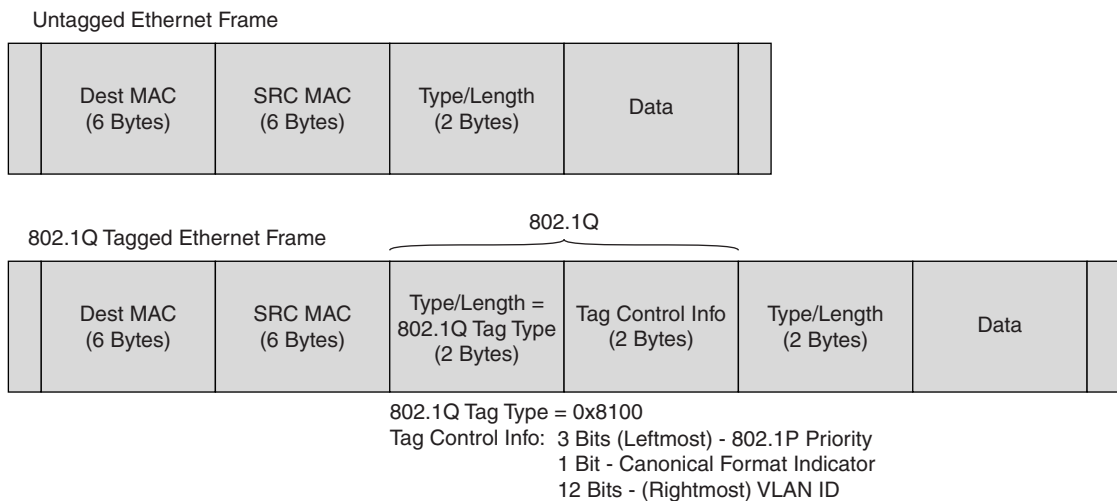 Untagged Ethernet Frame
Dest MAC
(6 Bytes)
SRC MAC
(6 Bytes)
Type/Length
(2 Bytes)
Data
802.1Q
802.1Q Tagged Ethernet Frame
Dest MAC
(6 Bytes)
SRC MAC
(6 Bytes)
Type/Length =
802.1Q Tag Type
(2 Bytes)
Tag Control Info
(2 Bytes)
Type/Length
(2 Bytes)
Data
802.1Q Tag Type = 0x8100
Tag Control Info: 3 Bits (Leftmost) - 802.1P Priority
1 Bit - Canonical Format Indicator
12 Bits - (Rightmost) VLAN ID